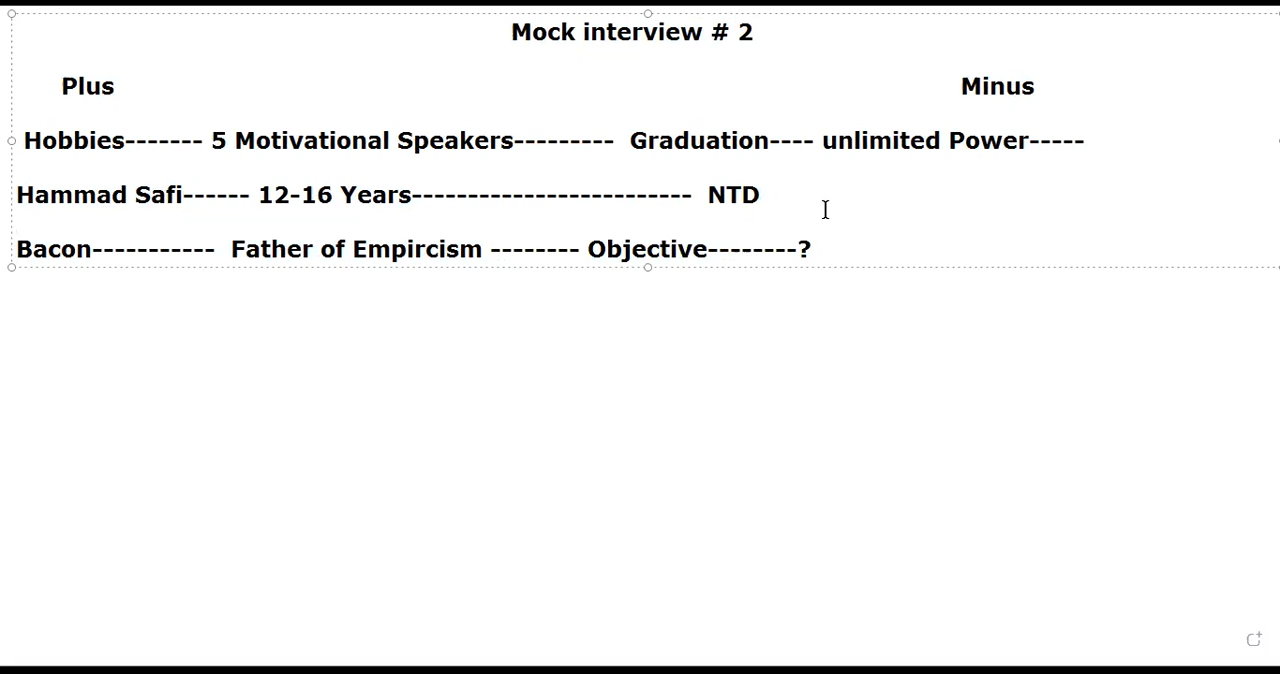 Mock interview # 2
Plus Minus
Hobbies------- 5 Motivational Speakers--------- Graduation---- unlimited Power-----
Hammad Safi------ 12-16 Years------------------------- NTD
Bacon----------- Father of Empircism -------- Objective--------?